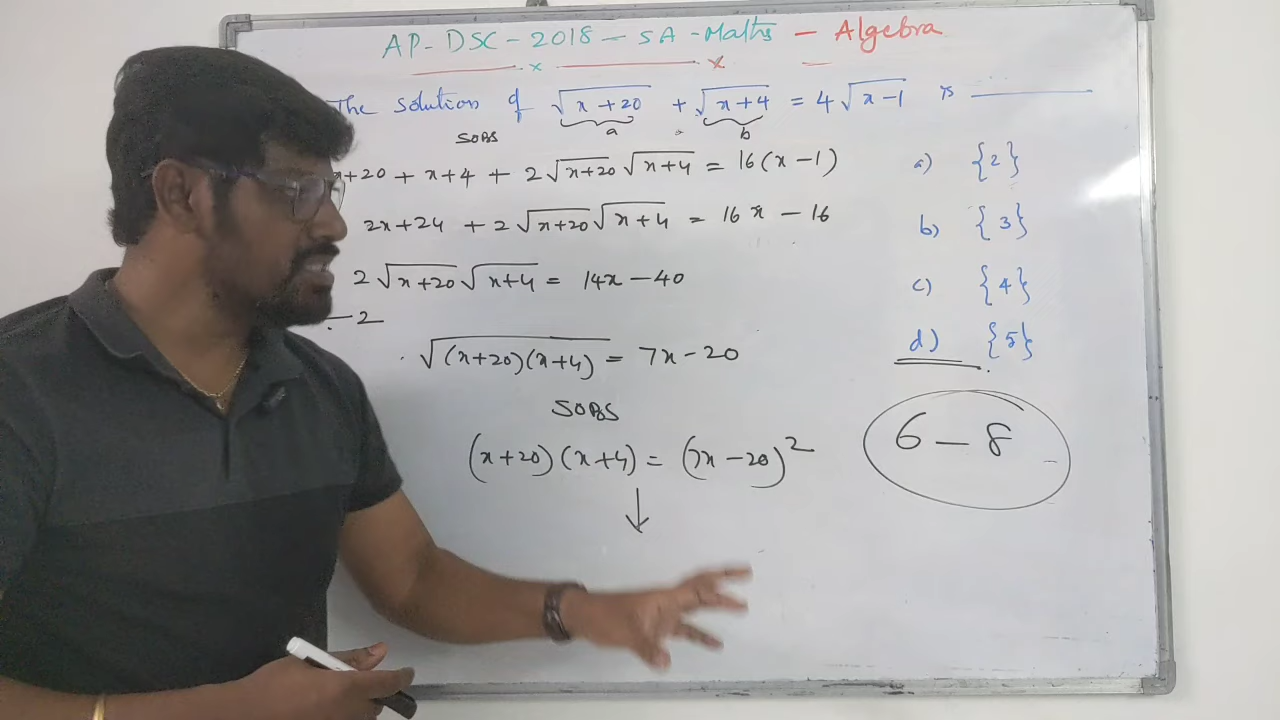 AP-DSC-2018-SA-Maths - Algebra
The solution of √(x+20) + √(x+4) = 4√(x-1) is ________
a b
SOBS
x+20 + x+4 + 2√(x+20)√(x+4) = 16(x-1)
2x+24 + 2√(x+20)√(x+4) = 16x - 16
2√(x+20)√(x+4) = 14x - 40
÷2
√((x+20)(x+4)) = 7x - 20
SOBS
(x+20)(x+4) = (7x-20)²
↓
a) {2}
b) {3}
c) {4}
d) {5}
6 - 8